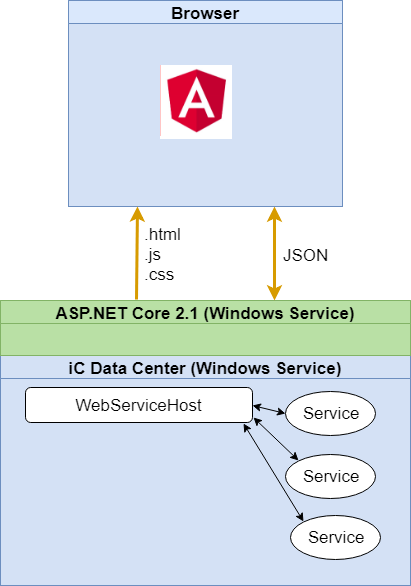 Browser
A
.html
.js
.css
JSON
ASP.NET Core 2.1 (Windows Service)
iC Data Center (Windows Service)
WebServiceHost
Service
Service
Service